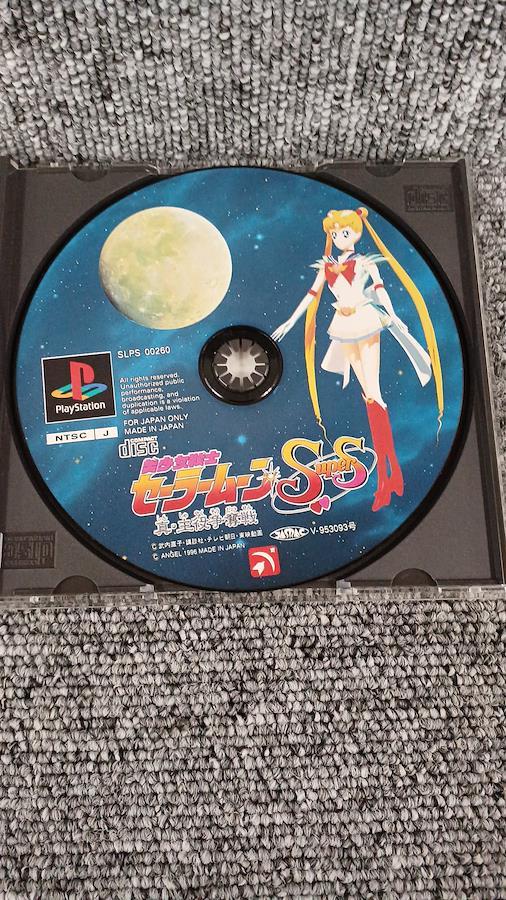 SLPS 00260
PlayStation
NTSC J
All rights reserved.
Unauthorized public
performance,
broadcasting, and
duplication is a violation
of applicable laws.
FOR JAPAN ONLY
MADE IN JAPAN
COMPACT
disc
美少女戦士
セーラームーン SuperS
真・主役争奪戦
© 武内直子・講談社・テレビ朝日・東映動画
© ANGEL 1996 MADE IN JAPAN
JASRAC V-953093号